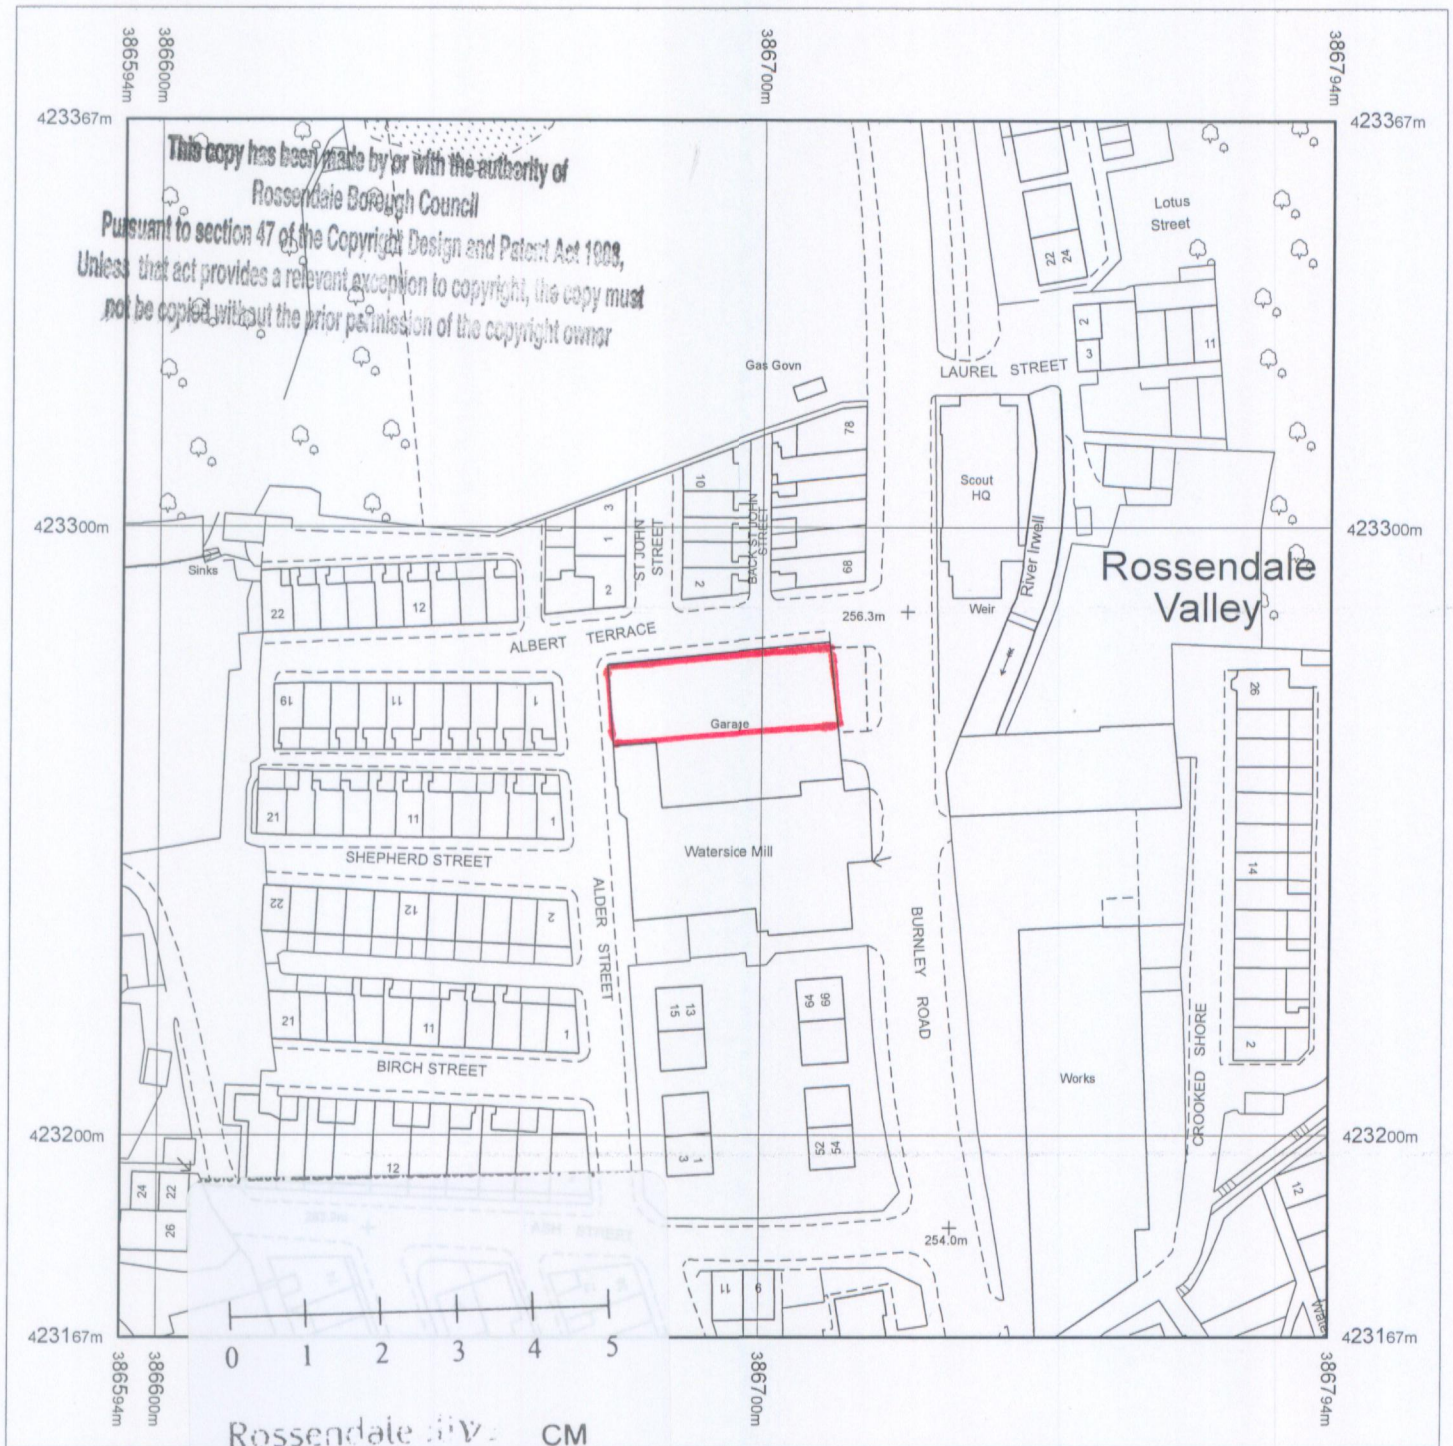 386594m
386600m
386700m
386794m
423367m
423367m
This copy has been made by or with the authority of
Rossendale Borough Council
Pursuant to section 47 of the Copyright Design and Patent Act 1998,
Unless that act provides a relevant exception to copyright, the copy must
not be copied without the prior permission of the copyright owner
Lotus
Street
22
24
2
3
11
Gas Govn
LAUREL STREET
78
10
Scout
HQ
3
1
2
ST JOHN
STREET
BACK ST JOHN
STREET
2
68
River Irwell
423300m
423300m
Rossendale
Valley
Sinks
22
12
ALBERT TERRACE
256.3m
Weir
19
11
1
Garage
26
21
11
1
SHEPHERD STREET
Watersice Mill
14
22
12
2
ALDER STREET
BURNLEY ROAD
CROOKED SHORE
15
13
64
66
21
11
1
BIRCH STREET
Works
2
423200m
423200m
12
3
1
52
54
24
22
26
12
ASH STREET
254.0m
11
9
Water
423167m
423167m
0
1
2
3
4
5
386594m
386600m
386700m
386794m
Rossendale
CM